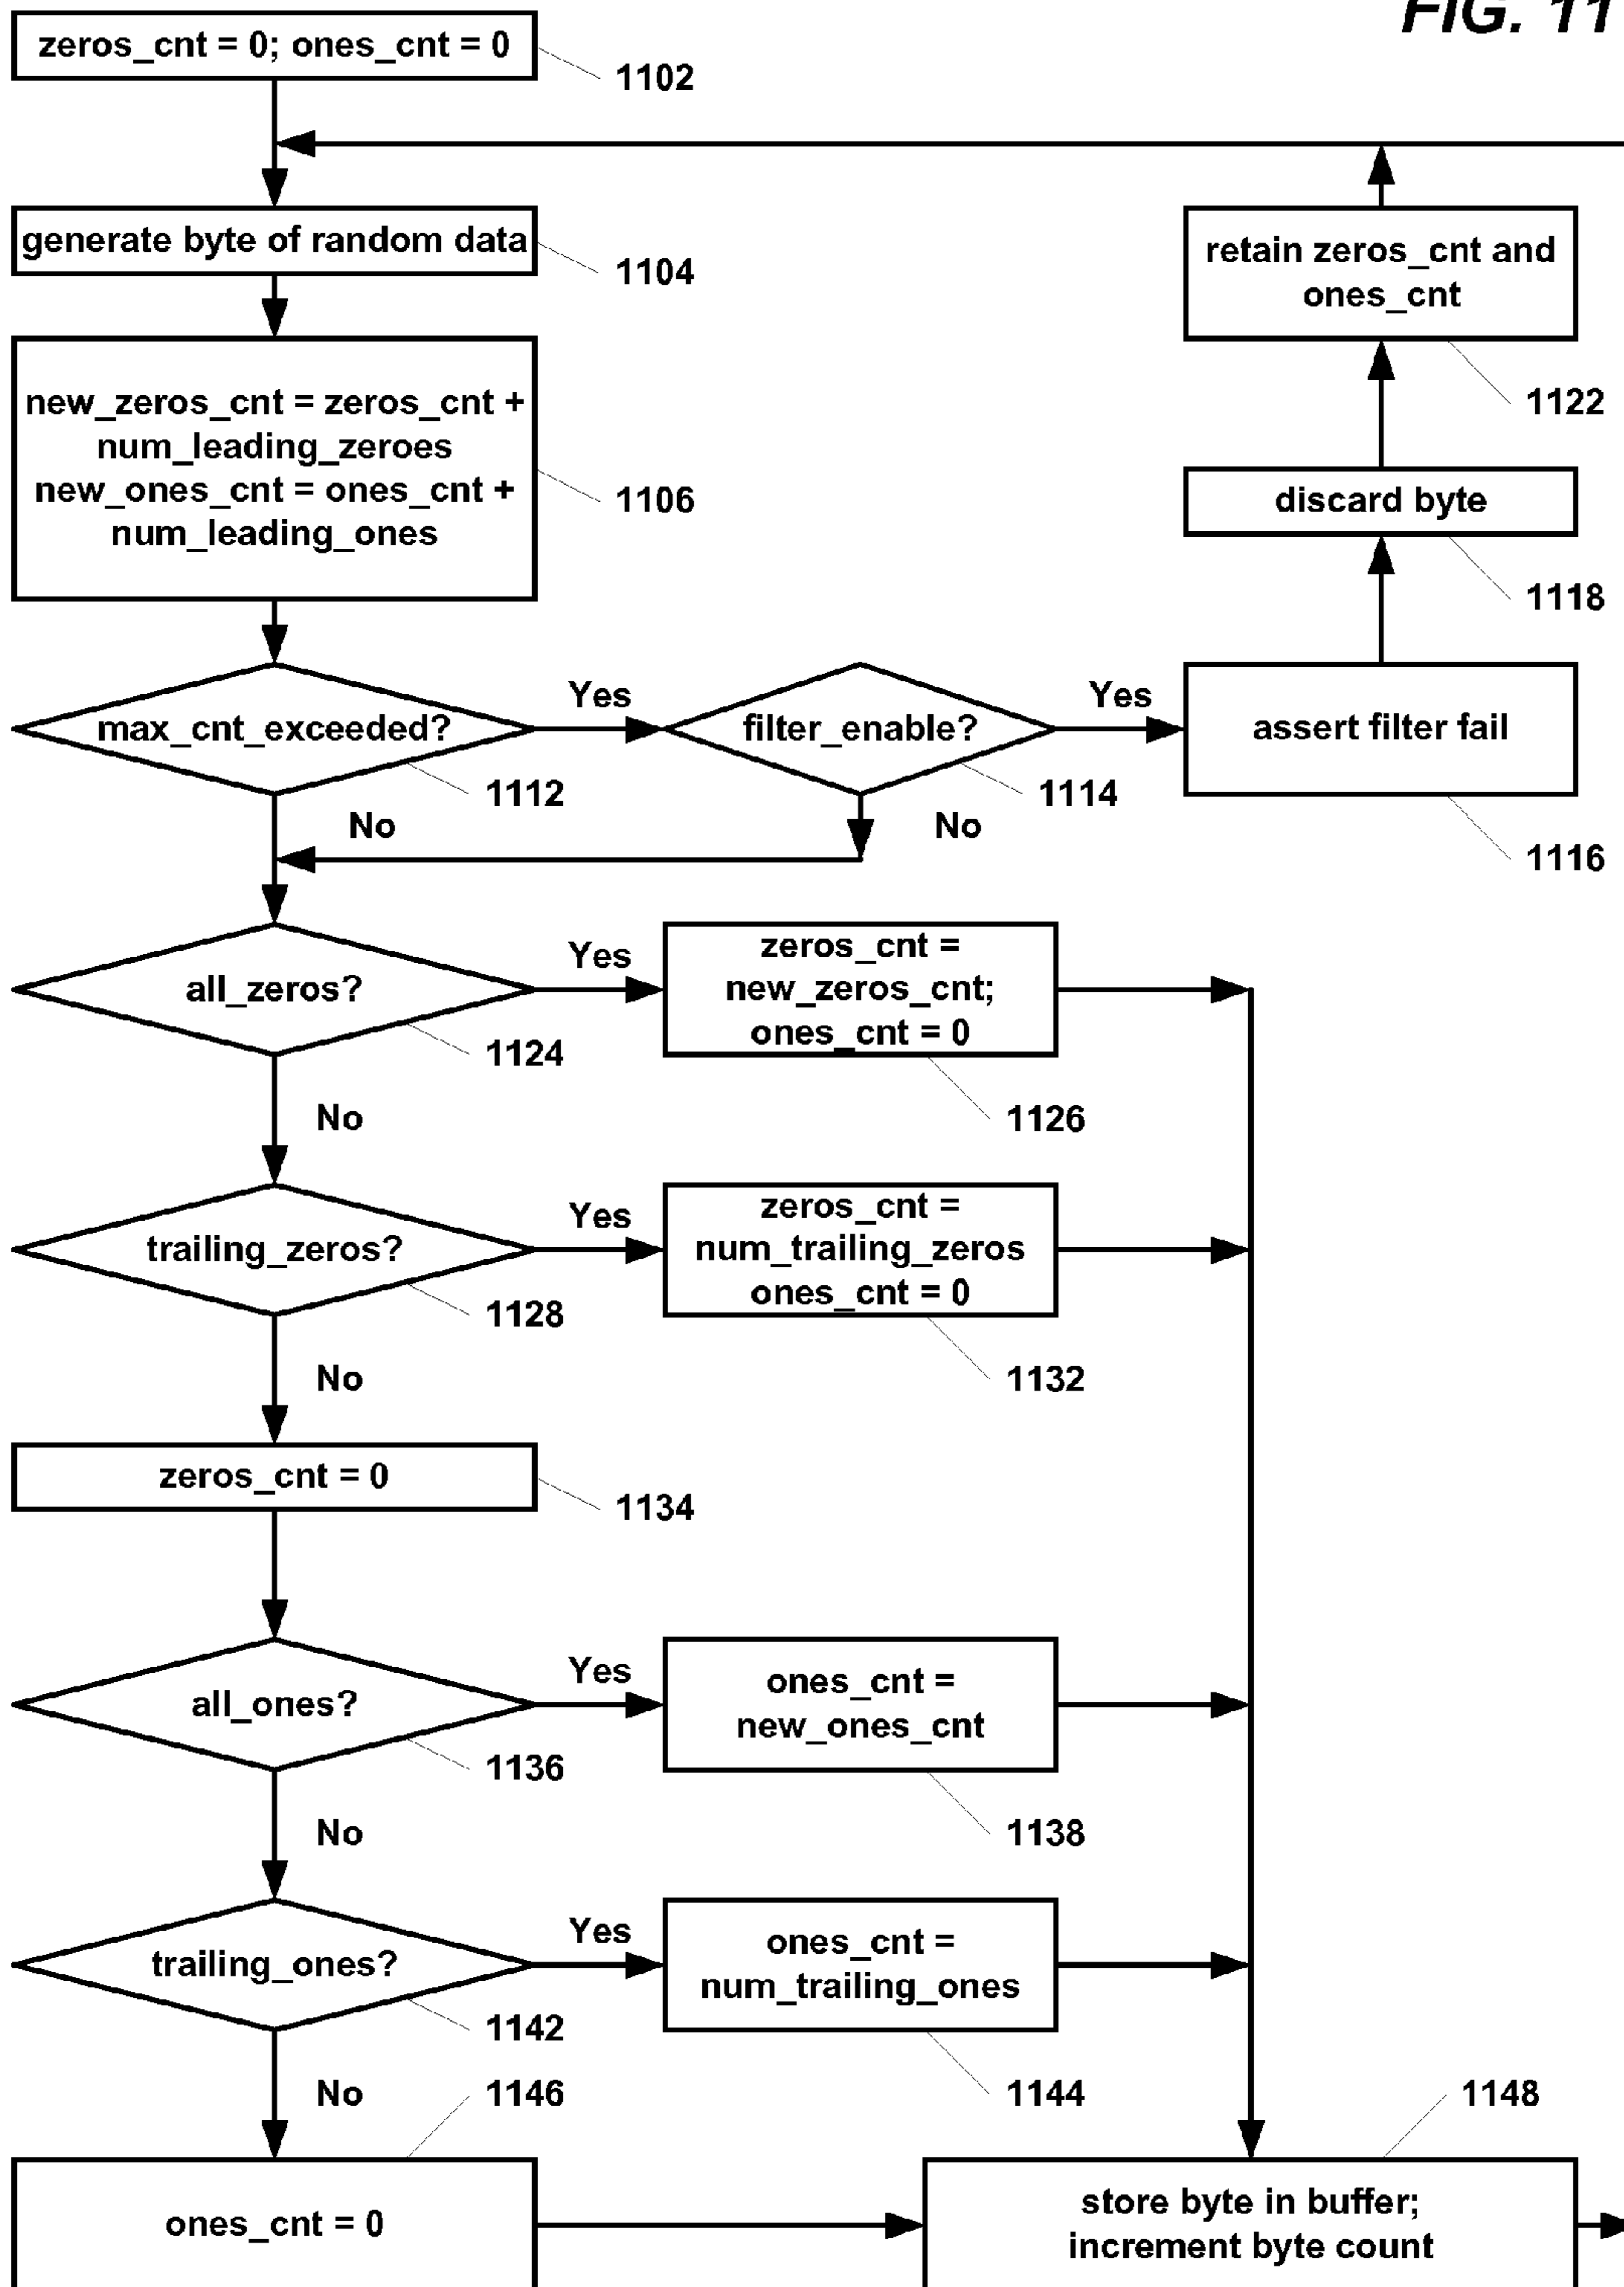 FIG. 11
zeros_cnt = 0; ones_cnt = 0
1102
generate byte of random data
1104
retain zeros_cnt and
ones_cnt
1122
new_zeros_cnt = zeros_cnt +
num_leading_zeroes
new_ones_cnt = ones_cnt +
num_leading_ones
1106
discard byte
1118
max_cnt_exceeded?
Yes
1112
No
filter_enable?
Yes
1114
No
assert filter fail
1116
all_zeros?
Yes
1124
No
zeros_cnt =
new_zeros_cnt;
ones_cnt = 0
1126
trailing_zeros?
Yes
1128
No
zeros_cnt =
num_trailing_zeros
ones_cnt = 0
1132
zeros_cnt = 0
1134
all_ones?
Yes
1136
No
ones_cnt =
new_ones_cnt
1138
trailing_ones?
Yes
1142
No
ones_cnt =
num_trailing_ones
1144
1146
ones_cnt = 0
1148
store byte in buffer;
increment byte count